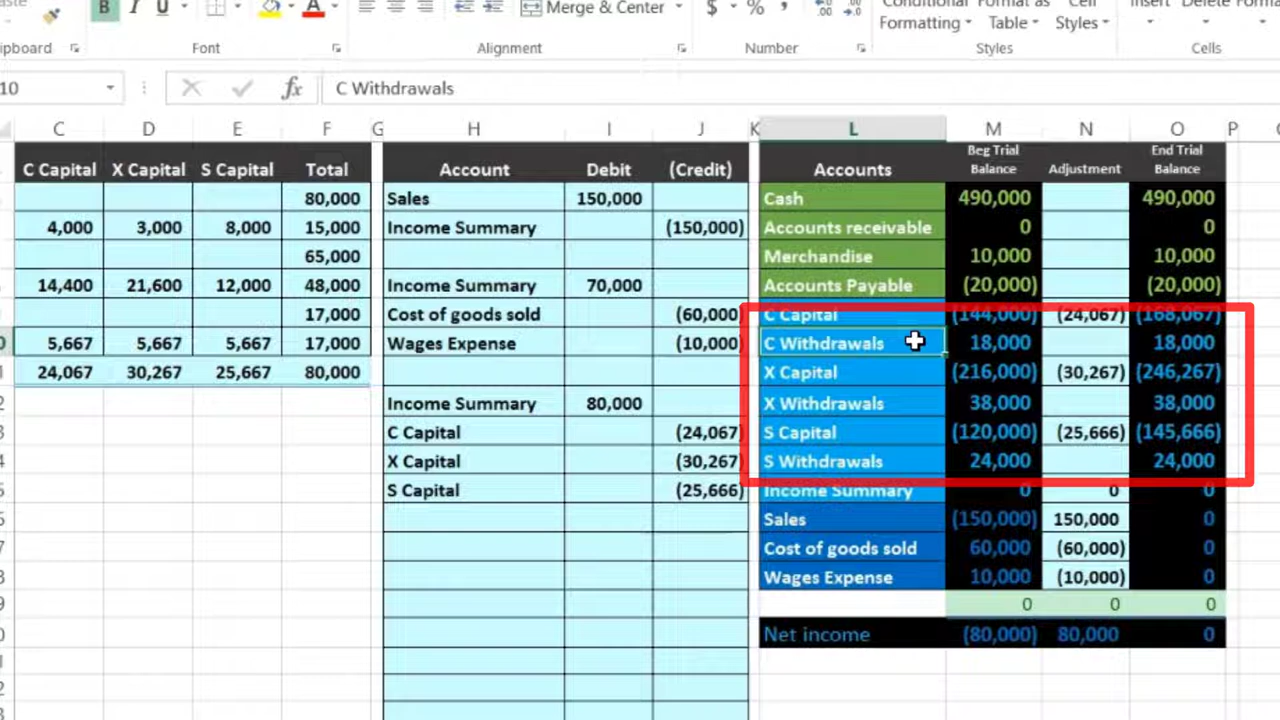 Paste
B I U
Merge & Center
$ % ,
Conditional Format as Cell Insert Delete
Formatting Table Styles
Clipboard Font Alignment Number Styles Cells
10 fx C Withdrawals
C D E F G H I J K L M N O P
C Capital X Capital S Capital Total Account Debit (Credit) Accounts Beg Trial Balance Adjustment End Trial Balance
80,000 Sales 150,000 Cash 490,000 490,000
4,000 3,000 8,000 15,000 Income Summary (150,000) Accounts receivable 0 0
65,000 Merchandise 10,000 10,000
14,400 21,600 12,000 48,000 Income Summary 70,000 Accounts Payable (20,000) (20,000)
17,000 Cost of goods sold (60,000) C Capital (144,000) (24,067) (168,067)
5,667 5,667 5,667 17,000 Wages Expense (10,000) C Withdrawals 18,000 18,000
24,067 30,267 25,667 80,000 X Capital (216,000) (30,267) (246,267)
Income Summary 80,000 X Withdrawals 38,000 38,000
C Capital (24,067) S Capital (120,000) (25,666) (145,666)
X Capital (30,267) S Withdrawals 24,000 24,000
S Capital (25,666) Income Summary 0 0 0
Sales (150,000) 150,000 0
Cost of goods sold 60,000 (60,000) 0
Wages Expense 10,000 (10,000) 0
0 0 0
Net income (80,000) 80,000 0